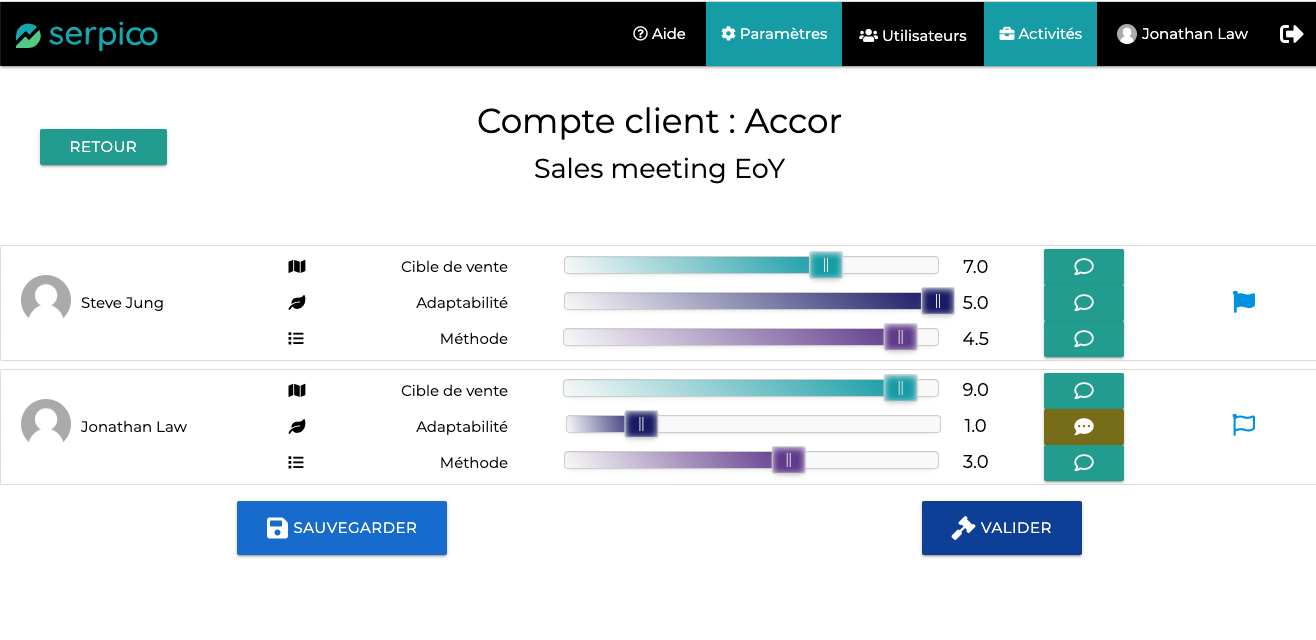 serpico
Aide
Paramètres
Utilisateurs
Activités
Jonathan Law
RETOUR
Compte client : Accor
Sales meeting EoY
Steve Jung
Cible de vente 7.0
Adaptabilité 5.0
Méthode 4.5
Jonathan Law
Cible de vente 9.0
Adaptabilité 1.0
Méthode 3.0
SAUVEGARDER
VALIDER